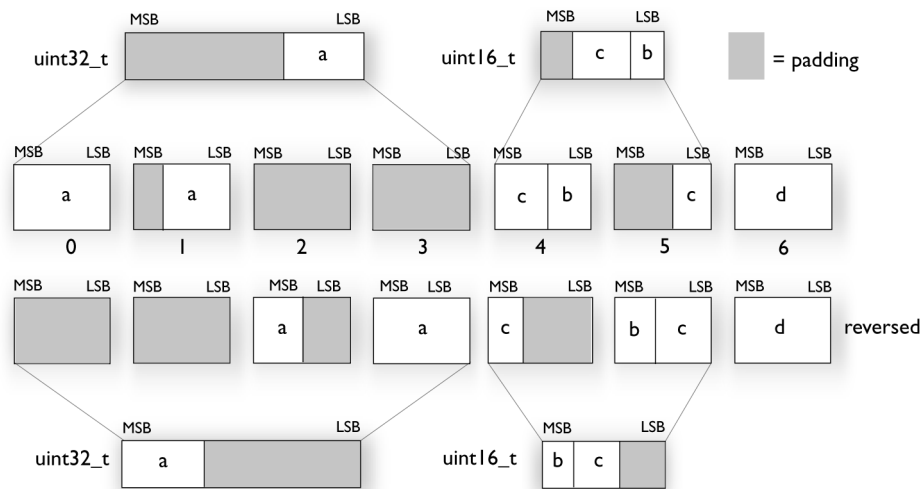 MSB LSB MSB LSB
uint32_t a uint16_t c b = padding
MSB LSB MSB LSB MSB LSB MSB LSB MSB LSB MSB LSB MSB LSB
a a c b c d
0 1 2 3 4 5 6
MSB LSB MSB LSB MSB LSB MSB LSB MSB LSB MSB LSB MSB LSB
a a c b c d reversed
MSB LSB MSB LSB
uint32_t a uint16_t b c